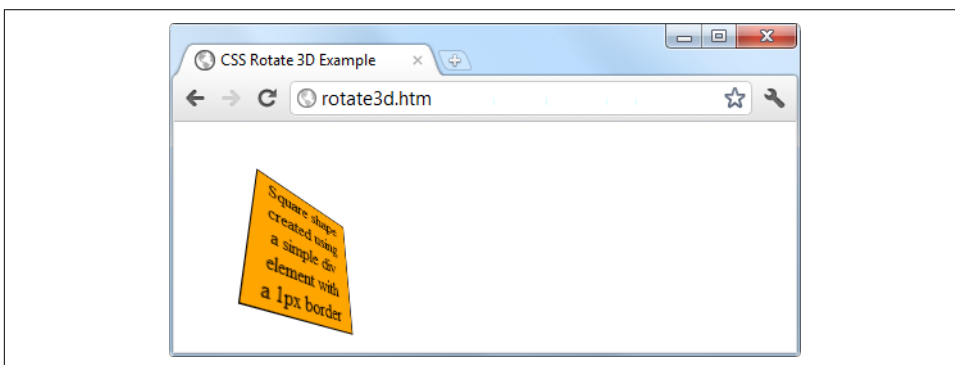 CSS Rotate 3D Example
rotate3d.htm
Square shape
created using
a simple div
element with
a 1px border